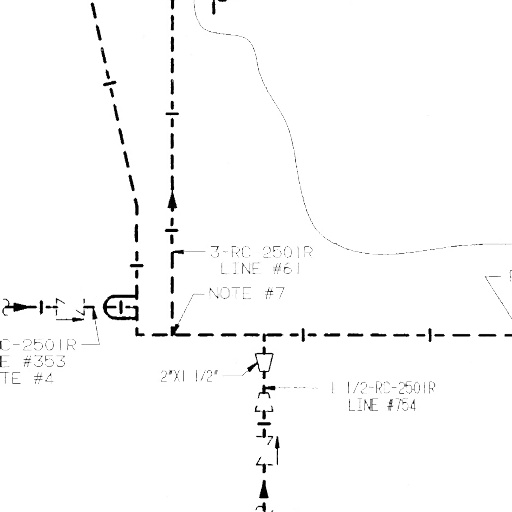 3-RC 2501R
LINE #61
NOTE #7
C-2501R
E #353
TE #4
2"X1 1/2"
1 1/2-RC-2501R
LINE #754